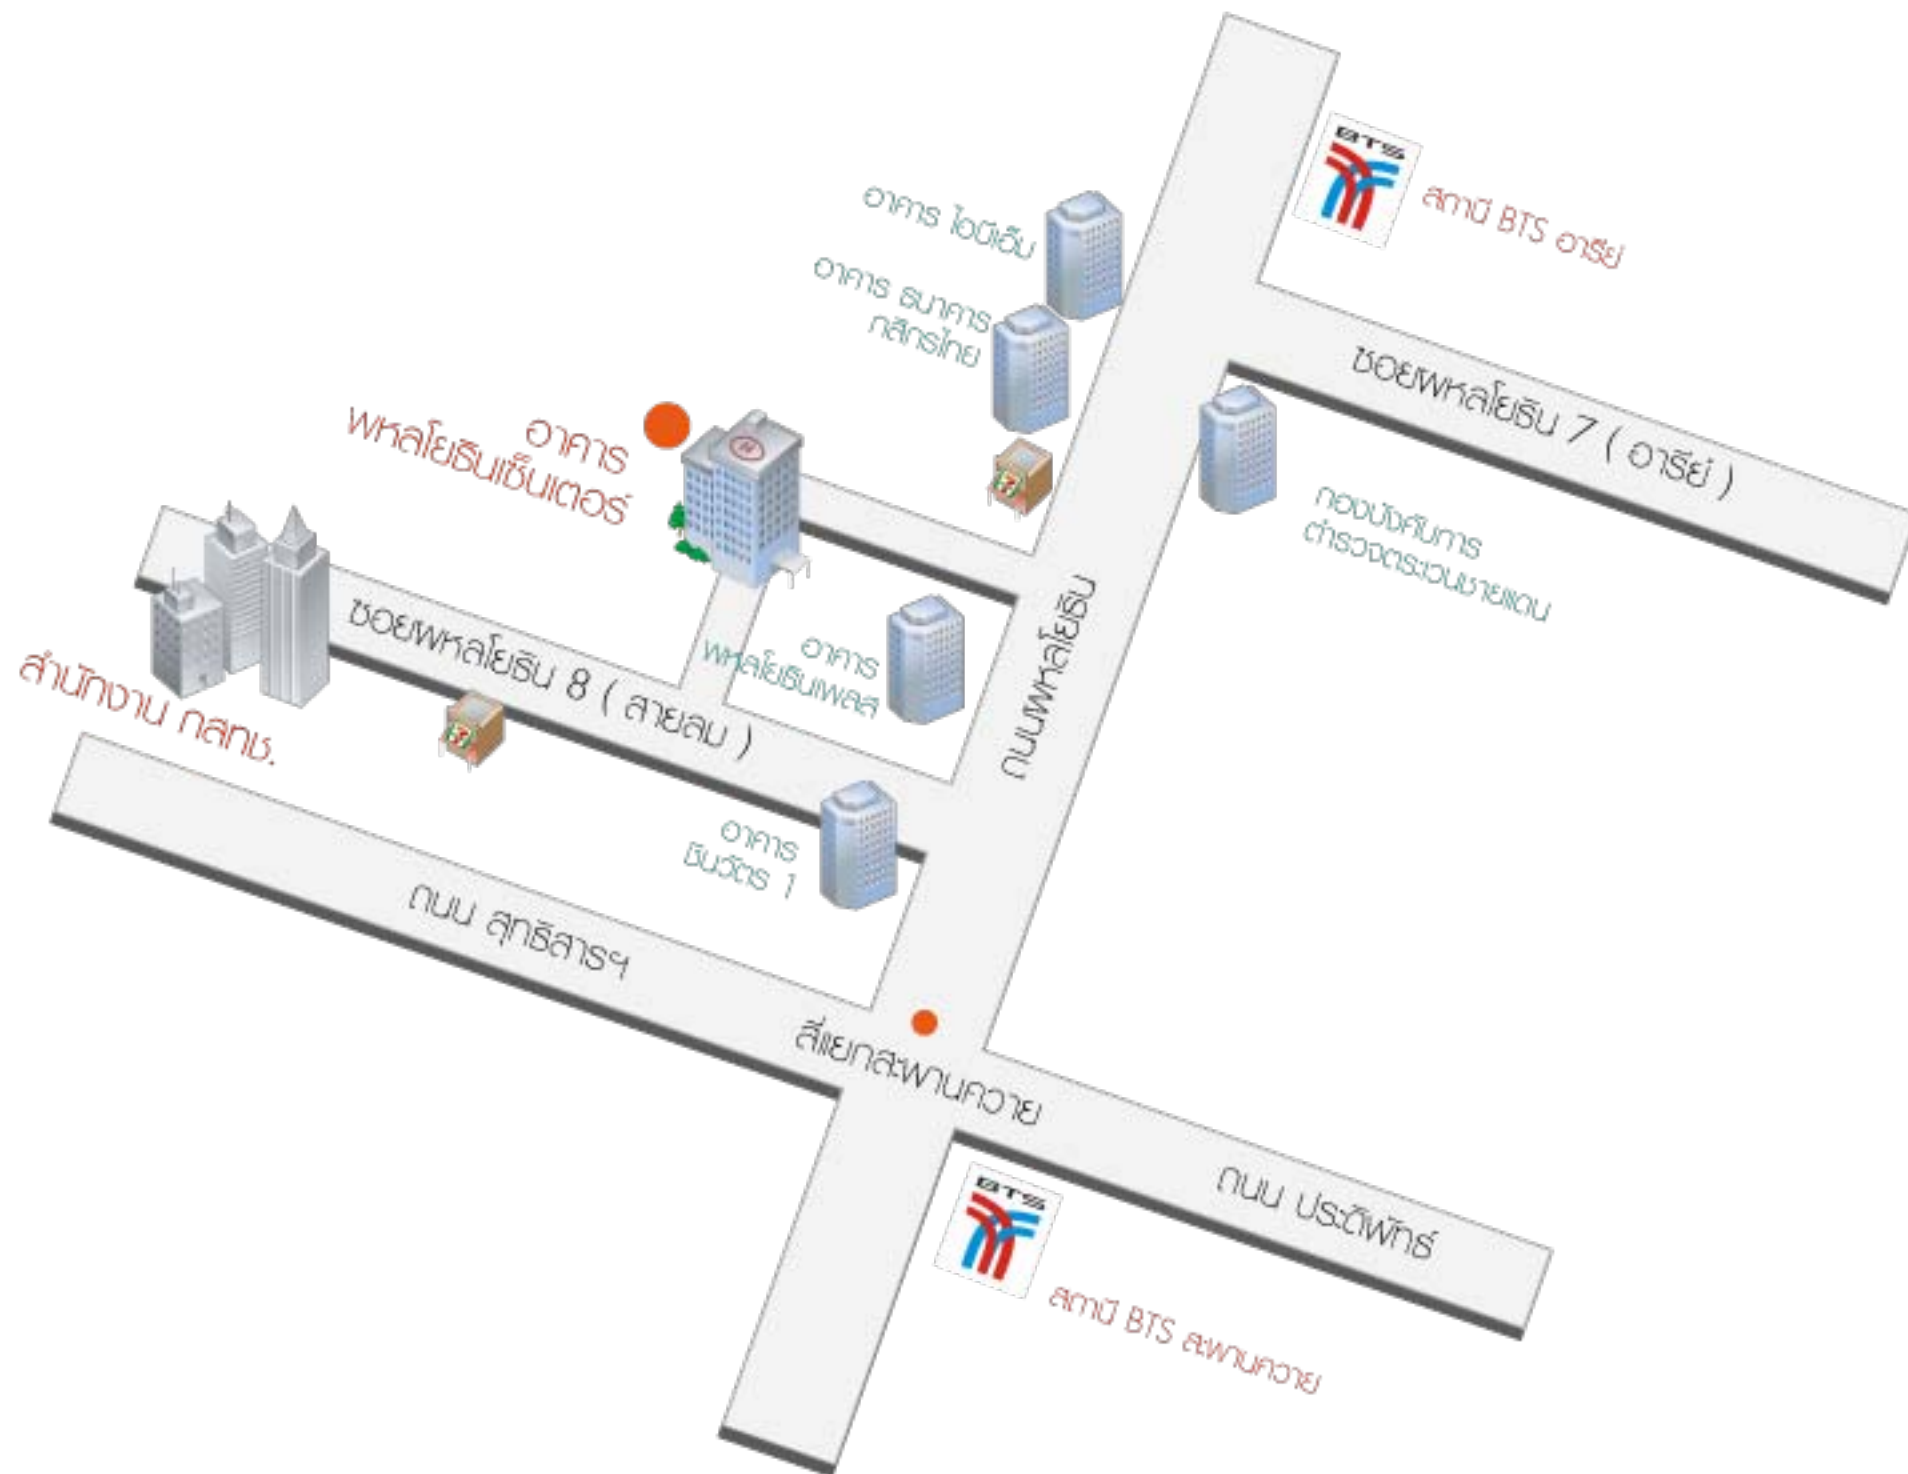 BTS
สถานี BTS อารีย์
อาคาร ไอบีเอ็ม
อาคาร ธนาคาร
กสิกรไทย
ซอยพหลโยธิน 7 ( อารีย์ )
อาคาร
พหลโยธินเซ็นเตอร์
กองบังคับการ
ตำรวจตระเวนชายแดน
ถนนพหลโยธิน
ซอยพหลโยธิน 8 ( สายลม )
อาคาร
พหลโยธินเพลส
สำนักงาน กสทช.
อาคาร
ชินวัตร 1
ถนน สุทธิสารฯ
สี่แยกสะพานควาย
ถนน ประดิพัทธ์
BTS
สถานี BTS สะพานควาย